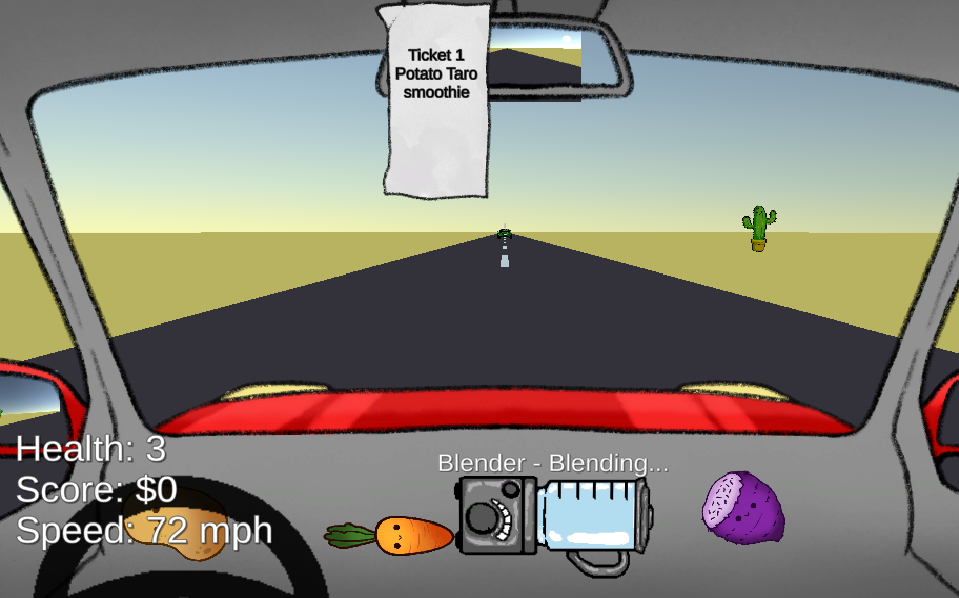 Ticket 1
Potato Taro
smoothie
Blender - Blending...
Health: 3
Score: $0
Speed: 72 mph